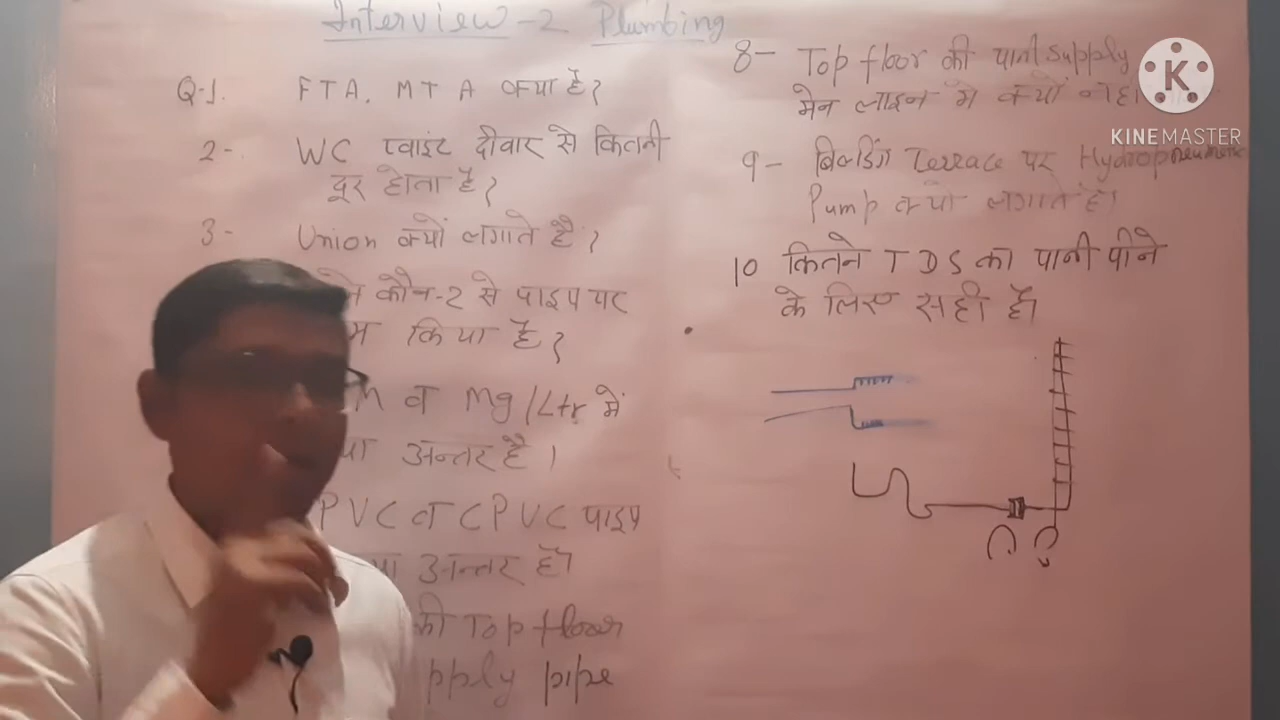 Interview-2 Plumbing
Q-1. FTA, MTA क्या है?
2- WC प्वाइंट दीवार से कितनी
दूर होता है?
3- Union क्यों लगाते है?
कौन-2 से पाइप पर
किया है?
व Mg/Ltr में
अन्तर है।
PVC व CPVC पाइप
अन्तर है।
की Top floor
pply pipe
8- Top floor की पानी supply
मेन लाइन से क्यों
9- बिल्डिंग Terrace पर Hydropneumatic
Pump क्यो लगाते है।
10 कितने TDS का पानी पीने
के लिए सही है।
K
KINEMASTER